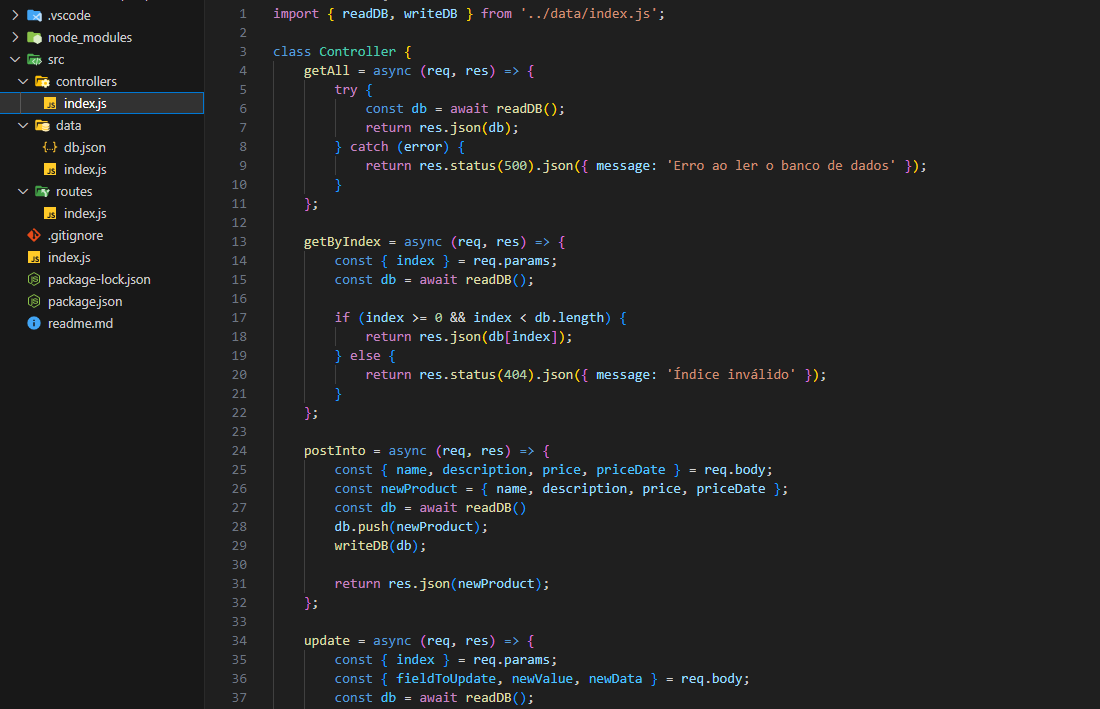 .vscode
node_modules
src
controllers
index.js
data
db.json
index.js
routes
index.js
.gitignore
index.js
package-lock.json
package.json
readme.md
1 import { readDB, writeDB } from '../data/index.js';
2
3 class Controller {
4     getAll = async (req, res) => {
5         try {
6             const db = await readDB();
7             return res.json(db);
8         } catch (error) {
9             return res.status(500).json({ message: 'Erro ao ler o banco de dados' });
10         }
11     };
12
13     getByIndex = async (req, res) => {
14         const { index } = req.params;
15         const db = await readDB();
16
17         if (index >= 0 && index < db.length) {
18             return res.json(db[index]);
19         } else {
20             return res.status(404).json({ message: 'Índice inválido' });
21         }
22     };
23
24     postInto = async (req, res) => {
25         const { name, description, price, priceDate } = req.body;
26         const newProduct = { name, description, price, priceDate };
27         const db = await readDB()
28         db.push(newProduct);
29         writeDB(db);
30
31         return res.json(newProduct);
32     };
33
34     update = async (req, res) => {
35         const { index } = req.params;
36         const { fieldToUpdate, newValue, newData } = req.body;
37         const db = await readDB();